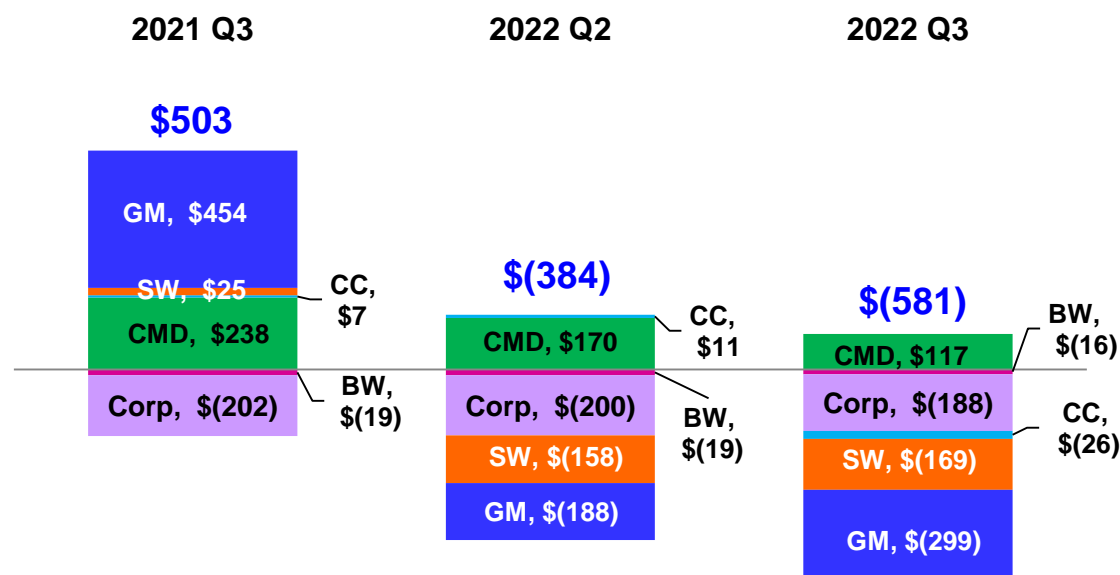 2021 Q3 2022 Q2 2022 Q3
$503
GM, $454
SW, $25
CC,
$7
CMD, $238
BW,
$(19)
Corp, $(202)
$(384)
CC,
$11
CMD, $170
Corp, $(200)
BW,
$(19)
SW, $(158)
GM, $(188)
$(581)
BW,
$(16)
CMD, $117
Corp, $(188)
CC,
$(26)
SW, $(169)
GM, $(299)